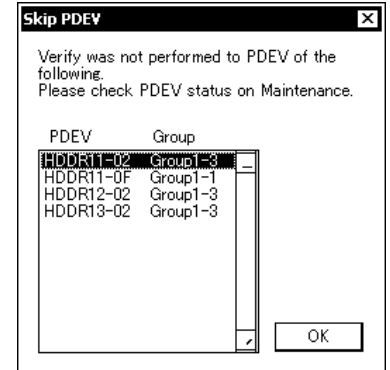 Skip PDEV
Verify was not performed to PDEV of the
following.
Please check PDEV status on Maintenance.
PDEV Group
HDDR11-02 Group1-3
HDDR11-0F Group1-1
HDDR12-02 Group1-3
HDDR13-02 Group1-3
OK